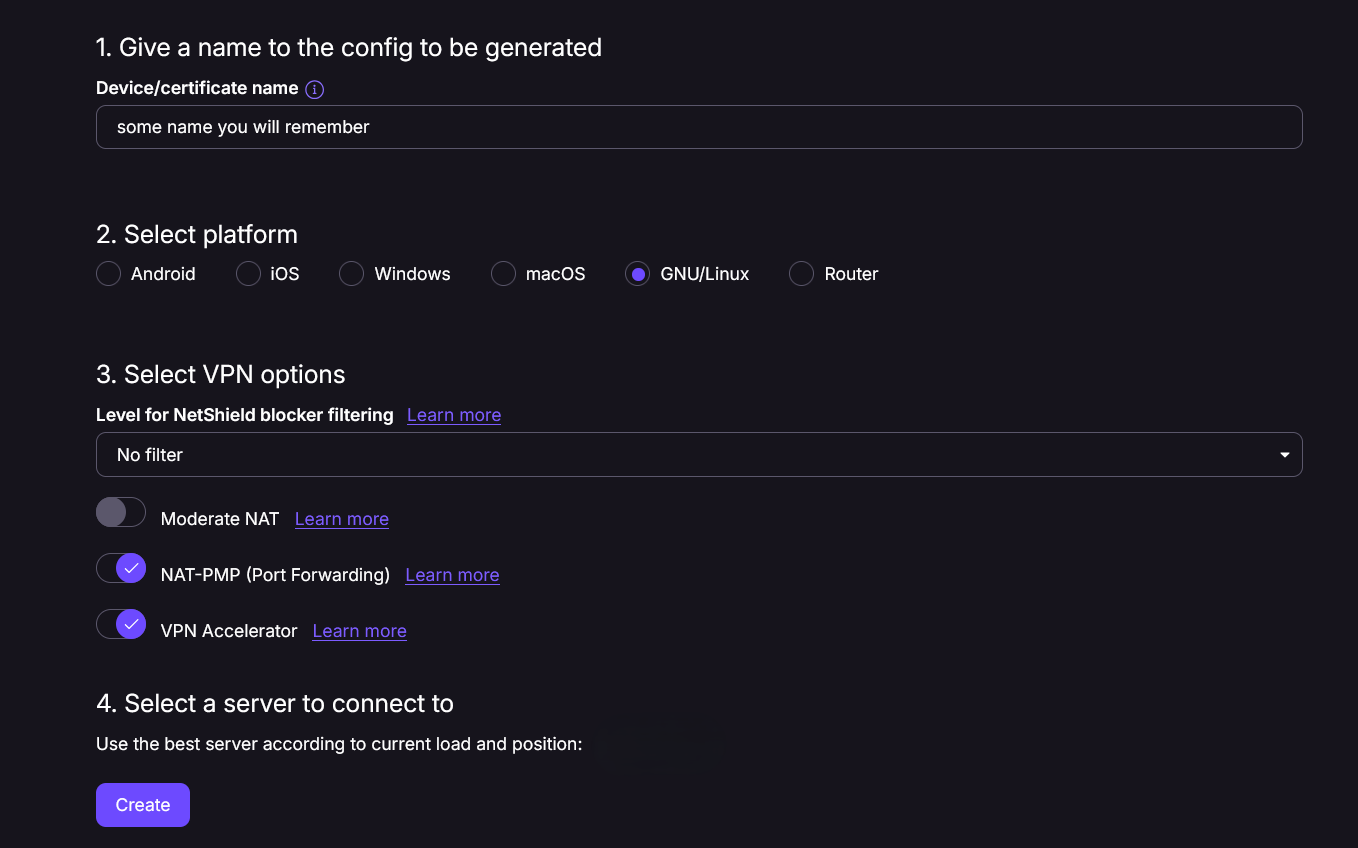 1. Give a name to the config to be generated
Device/certificate name
some name you will remember
2. Select platform
Android iOS Windows macOS GNU/Linux Router
3. Select VPN options
Level for NetShield blocker filtering Learn more
No filter
Moderate NAT Learn more
NAT-PMP (Port Forwarding) Learn more
VPN Accelerator Learn more
4. Select a server to connect to
Use the best server according to current load and position:
Create